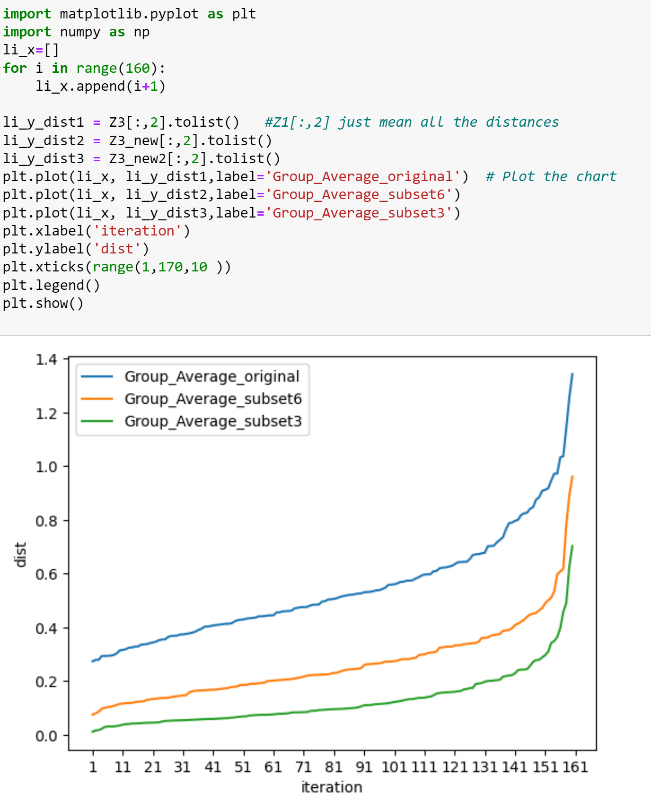 import matplotlib.pyplot as plt
import numpy as np
li_x=[]
for i in range(160):
    li_x.append(i+1)

li_y_dist1 = Z3[:,2].tolist()   #Z1[:,2] just mean all the distances
li_y_dist2 = Z3_new[:,2].tolist()
li_y_dist3 = Z3_new2[:,2].tolist()
plt.plot(li_x, li_y_dist1,label='Group_Average_original')  # Plot the chart
plt.plot(li_x, li_y_dist2,label='Group_Average_subset6')
plt.plot(li_x, li_y_dist3,label='Group_Average_subset3')
plt.xlabel('iteration')
plt.ylabel('dist')
plt.xticks(range(1,170,10 ))
plt.legend()
plt.show()
Group_Average_original
Group_Average_subset6
Group_Average_subset3
1.4
1.2
1.0
0.8
0.6
0.4
0.2
0.0
dist
1 11 21 31 41 51 61 71 81 91 101 111 121 131 141 151 161
iteration